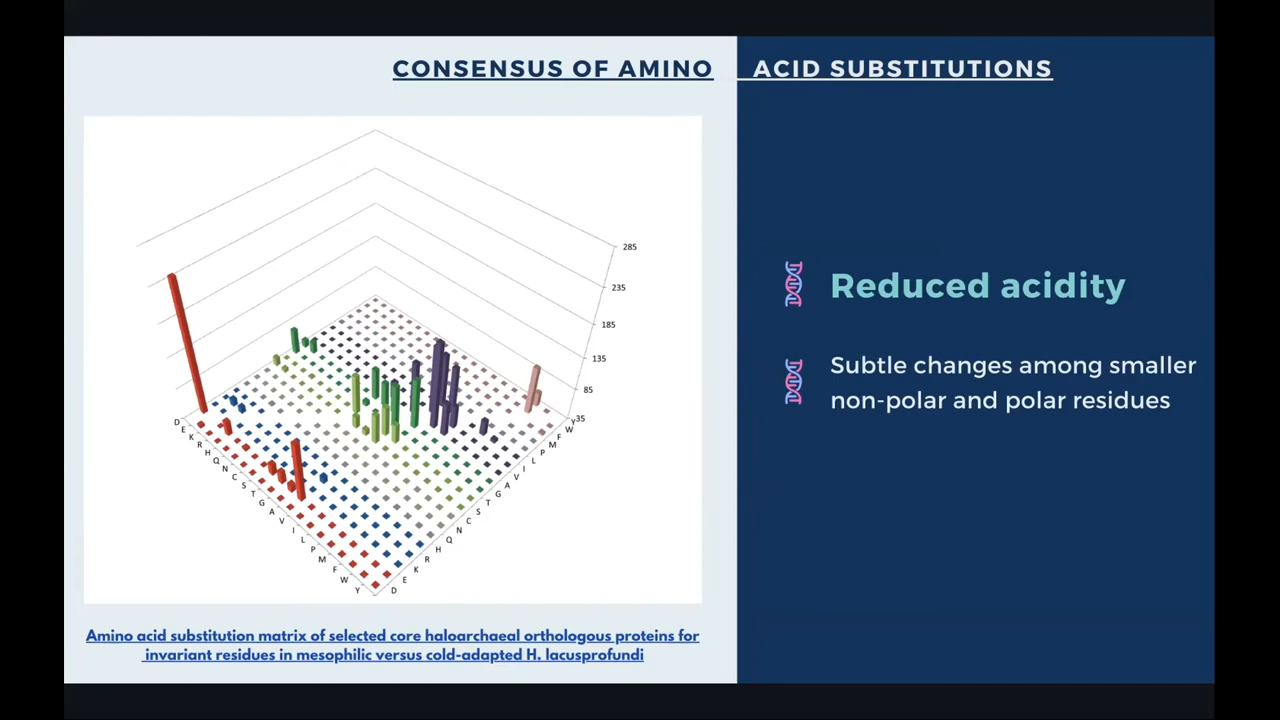 CONSENSUS OF AMINO ACID SUBSTITUTIONS
285
235
185
135
85
35
D
E
K
R
H
Q
N
C
S
T
G
A
V
I
L
P
M
F
W
Y
D
E
K
R
H
Q
N
C
S
T
G
A
V
I
L
P
M
F
W
Y
Amino acid substitution matrix of selected core haloarchaeal orthologous proteins for
invariant residues in mesophilic versus cold-adapted H. lacusprofundi
Reduced acidity
Subtle changes among smaller
non-polar and polar residues